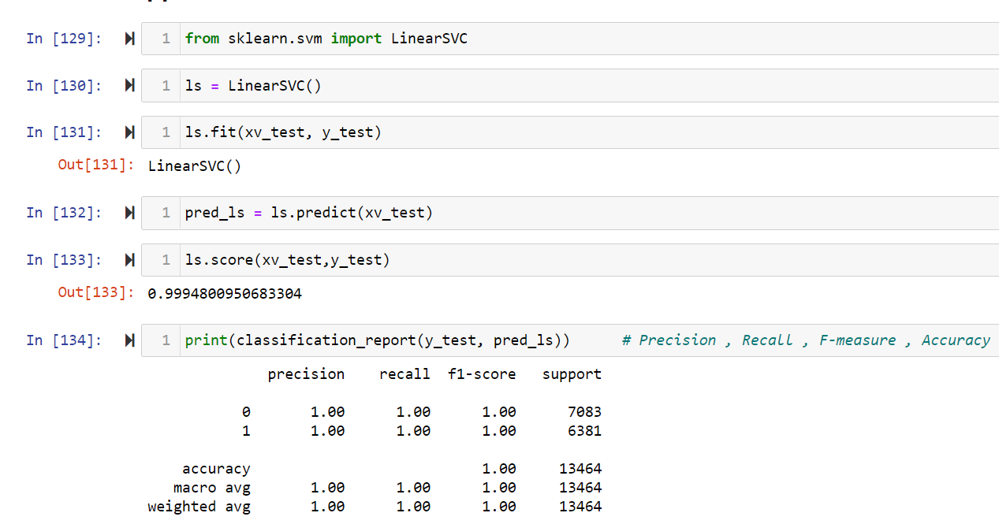 In [129]: 1 from sklearn.svm import LinearSVC
In [130]: 1 ls = LinearSVC()
In [131]: 1 ls.fit(xv_test, y_test)
Out[131]: LinearSVC()
In [132]: 1 pred_ls = ls.predict(xv_test)
In [133]: 1 ls.score(xv_test,y_test)
Out[133]: 0.9994800950683304
In [134]: 1 print(classification_report(y_test, pred_ls)) # Precision , Recall , F-measure , Accuracy
precision recall f1-score support
0 1.00 1.00 1.00 7083
1 1.00 1.00 1.00 6381
accuracy 1.00 13464
macro avg 1.00 1.00 1.00 13464
weighted avg 1.00 1.00 1.00 13464